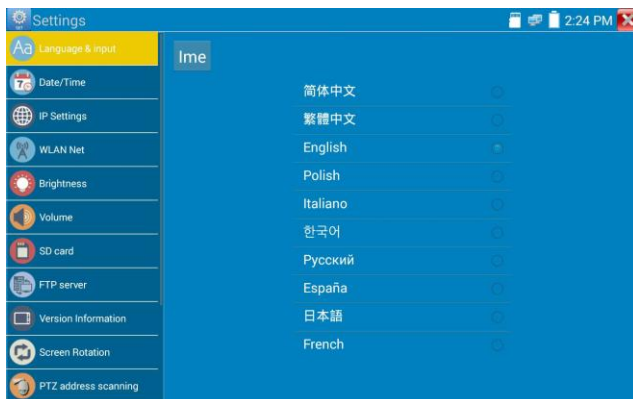 Settings
2:24 PM
Language & input
Date/Time
IP Settings
WLAN Net
Brightness
Volume
SD card
FTP server
Version Information
Screen Rotation
PTZ address scanning
Ime
简体中文
繁體中文
English
Polish
Italiano
한국어
Русский
España
日本語
French